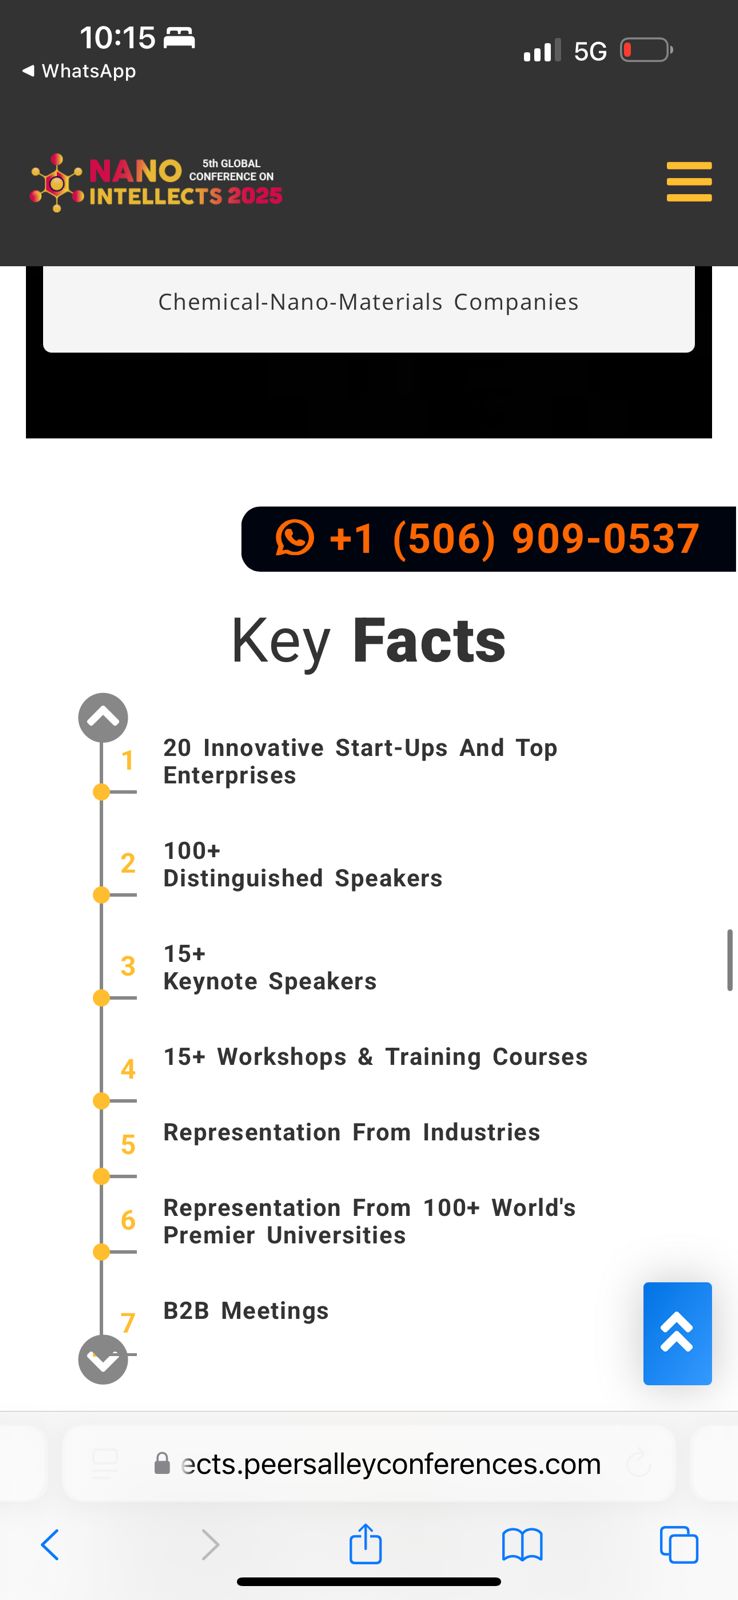 10:15
5G
◀ WhatsApp
NANO
5th GLOBAL
CONFERENCE ON
INTELLECTS 2025
Chemical-Nano-Materials Companies
+1 (506) 909-0537
Key Facts
1
20 Innovative Start-Ups And Top
Enterprises
2
100+
Distinguished Speakers
3
15+
Keynote Speakers
4
15+ Workshops & Training Courses
5
Representation From Industries
6
Representation From 100+ World's
Premier Universities
7
B2B Meetings
ects.peersalleyconferences.com